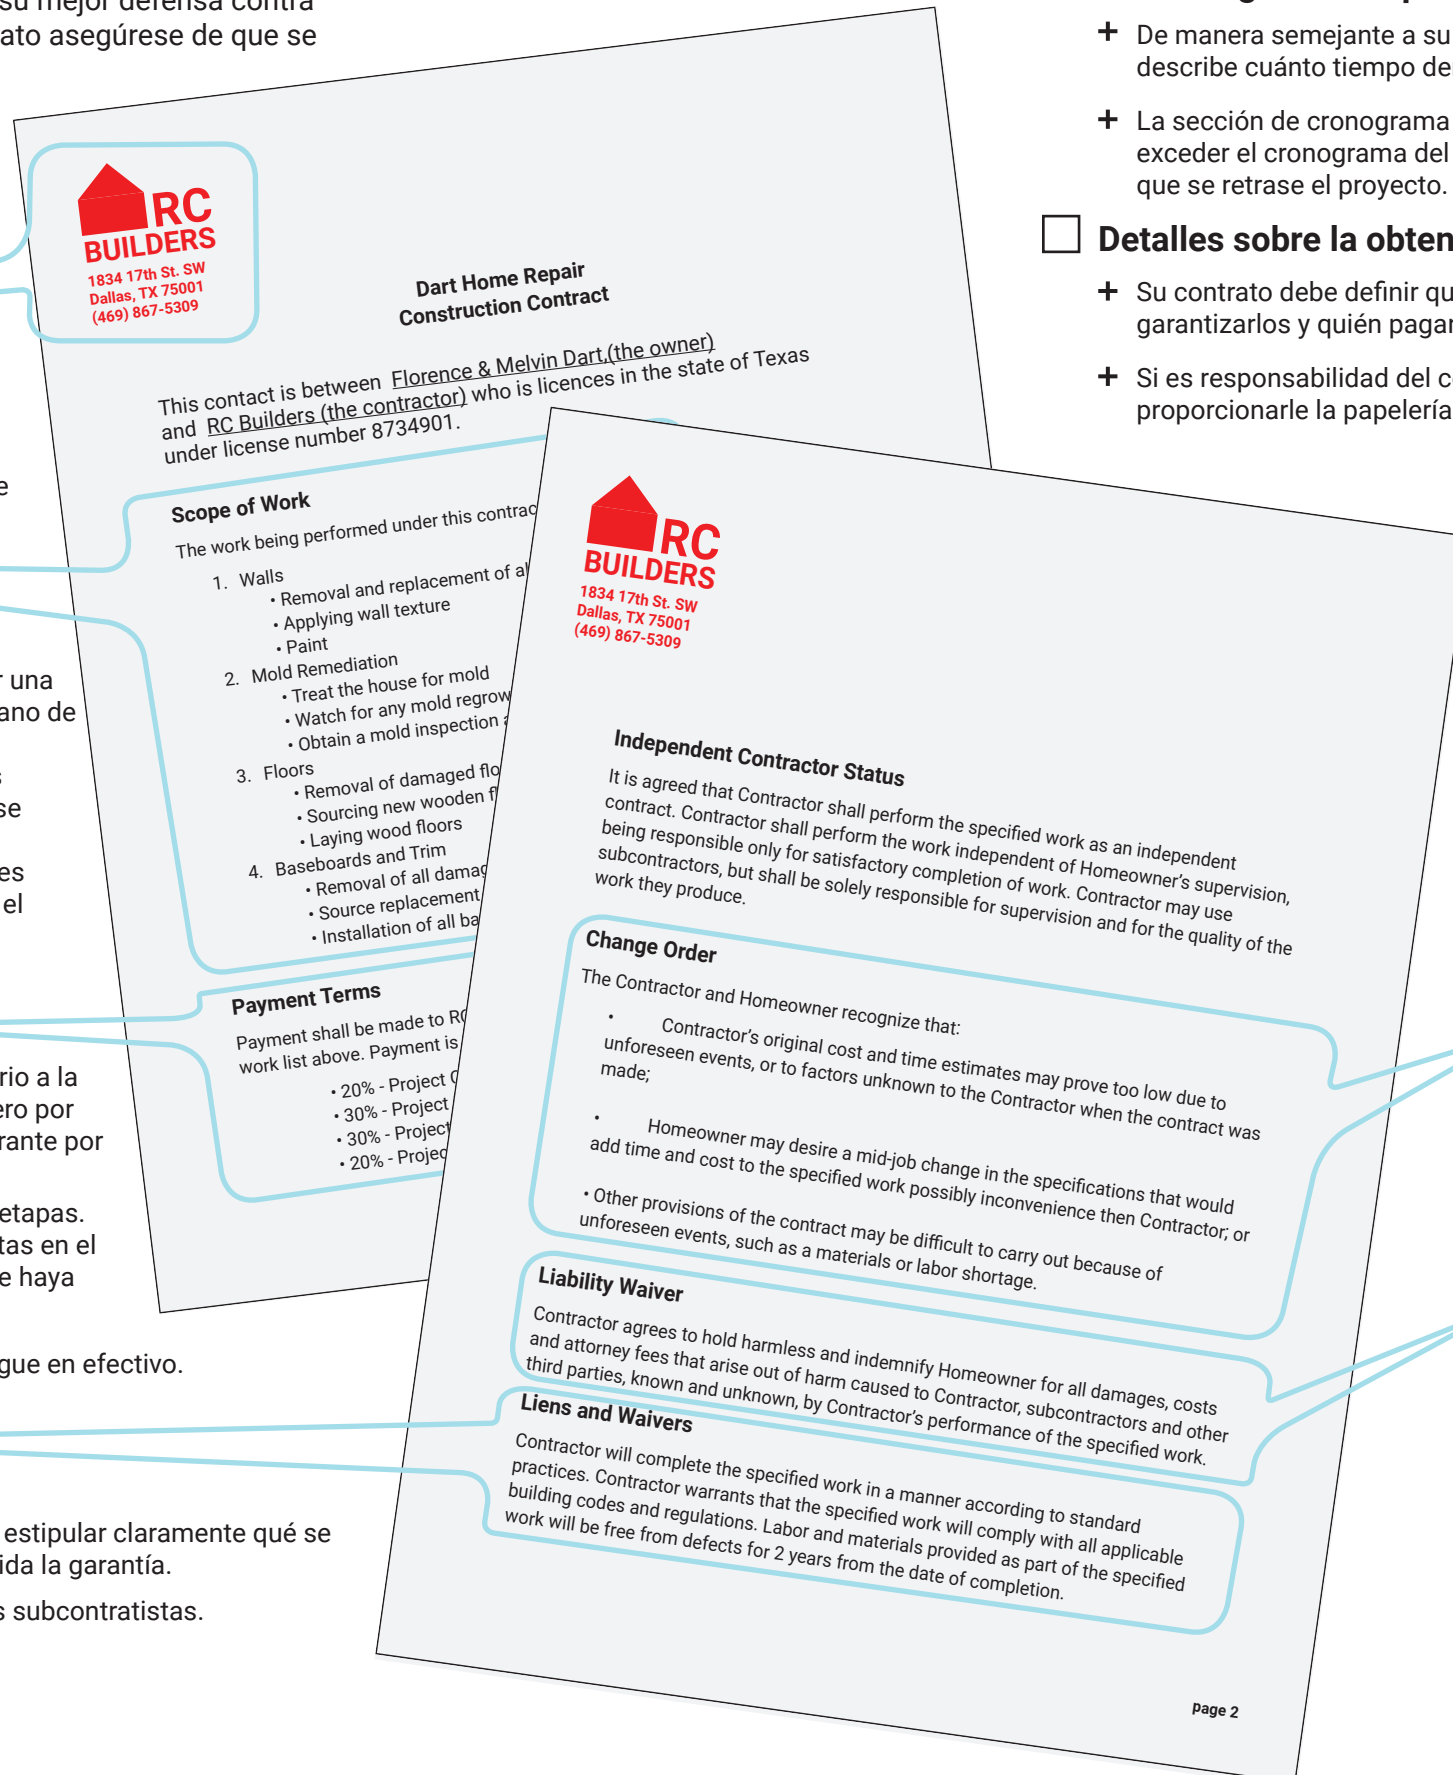 su mejor defensa contra
ato asegúrese de que se
e
r una
ano de
s
se
es
el
rio a la
ero por
rante por
etapas.
tas en el
e haya
gue en efectivo.
estipular claramente qué se
ida la garantía.
s subcontratistas.
RC
BUILDERS
1834 17th St. SW
Dallas, TX 75001
(469) 867-5309
Dart Home Repair
Construction Contract
This contact is between Florence & Melvin Dart,(the owner)
and RC Builders (the contractor) who is licences in the state of Texas
under license number 8734901.
Scope of Work
The work being performed under this contrac
1. Walls
• Removal and replacement of al
• Applying wall texture
• Paint
2. Mold Remediation
• Treat the house for mold
• Watch for any mold regrow
• Obtain a mold inspection a
3. Floors
• Removal of damaged flo
• Sourcing new wooden f
• Laying wood floors
4. Baseboards and Trim
• Removal of all damag
• Source replacement
• Installation of all ba
Payment Terms
Payment shall be made to RC
work list above. Payment is
• 20% - Project C
• 30% - Project
• 30% - Project
• 20% - Projec
RC
BUILDERS
1834 17th St. SW
Dallas, TX 75001
(469) 867-5309
Independent Contractor Status
It is agreed that Contractor shall perform the specified work as an independent
contract. Contractor shall perform the work independent of Homeowner's supervision,
being responsible only for satisfactory completion of work. Contractor may use
subcontractors, but shall be solely responsible for supervision and for the quality of the
work they produce.
Change Order
The Contractor and Homeowner recognize that:
• Contractor's original cost and time estimates may prove too low due to
unforeseen events, or to factors unknown to the Contractor when the contract was
made;
• Homeowner may desire a mid-job change in the specifications that would
add time and cost to the specified work possibly inconvenience then Contractor; or
• Other provisions of the contract may be difficult to carry out because of
unforeseen events, such as a materials or labor shortage.
Liability Waiver
Contractor agrees to hold harmless and indemnify Homeowner for all damages, costs
and attorney fees that arise out of harm caused to Contractor, subcontractors and other
third parties, known and unknown, by Contractor's performance of the specified work.
Liens and Waivers
Contractor will complete the specified work in a manner according to standard
practices. Contractor warrants that the specified work will comply with all applicable
building codes and regulations. Labor and materials provided as part of the specified
work will be free from defects for 2 years from the date of completion.
page 2
+ De manera semejante a su
describe cuánto tiempo de
+ La sección de cronograma
exceder el cronograma del
que se retrase el proyecto.
Detalles sobre la obten
+ Su contrato debe definir qu
garantizarlos y quién pagar
+ Si es responsabilidad del c
proporcionarle la papelería